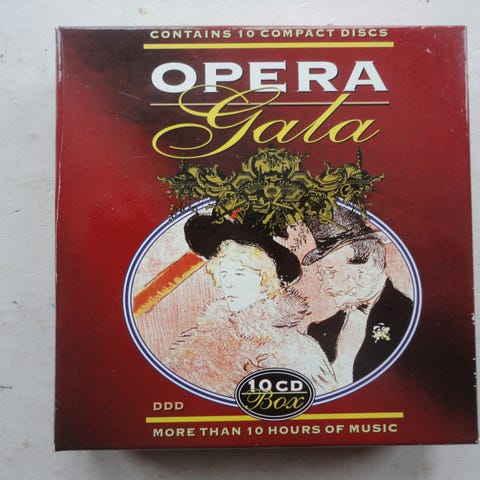 CONTAINS 10 COMPACT DISCS
OPERA
Gala
10 CD
Box
DDD
MORE THAN 10 HOURS OF MUSIC